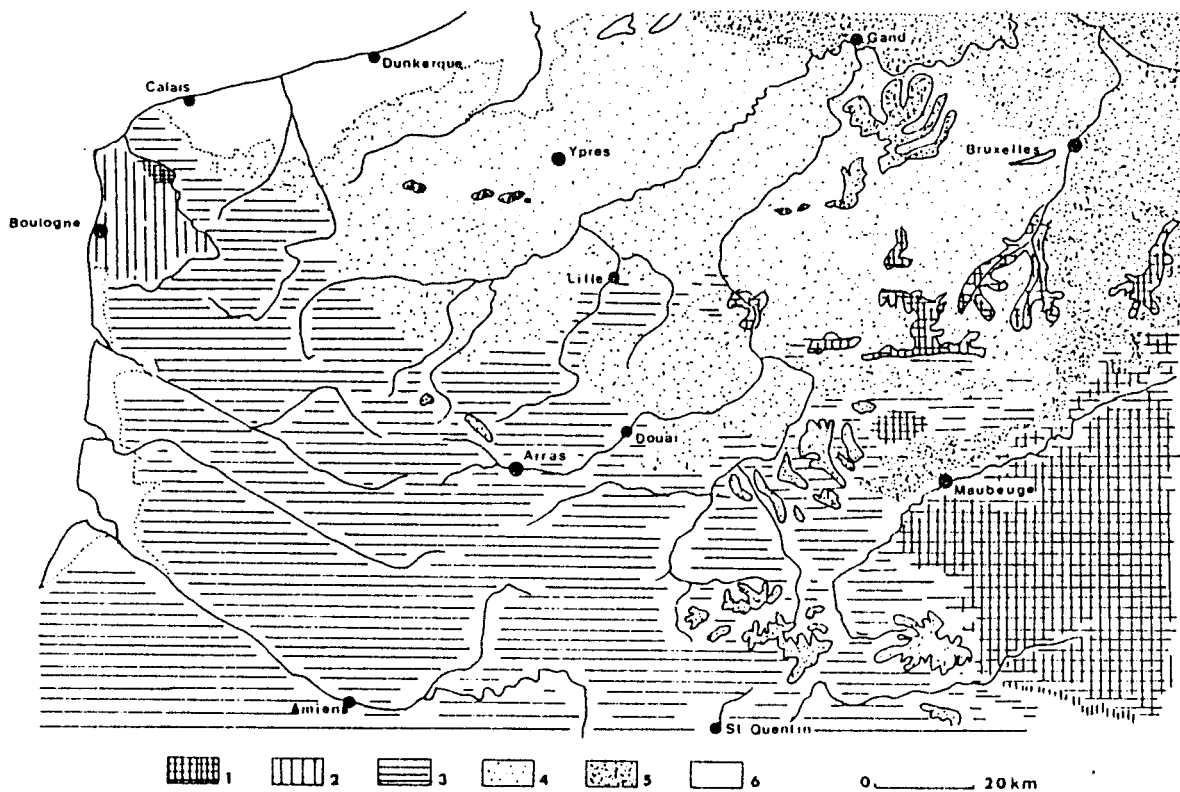 Gand
Dunkerque
Calais
Ypres
Bruxelles
Boulogne
Lille
Douai
Arras
Maubeuge
Amiens
St Quentin
1 2 3 4 5 6 0 20 km